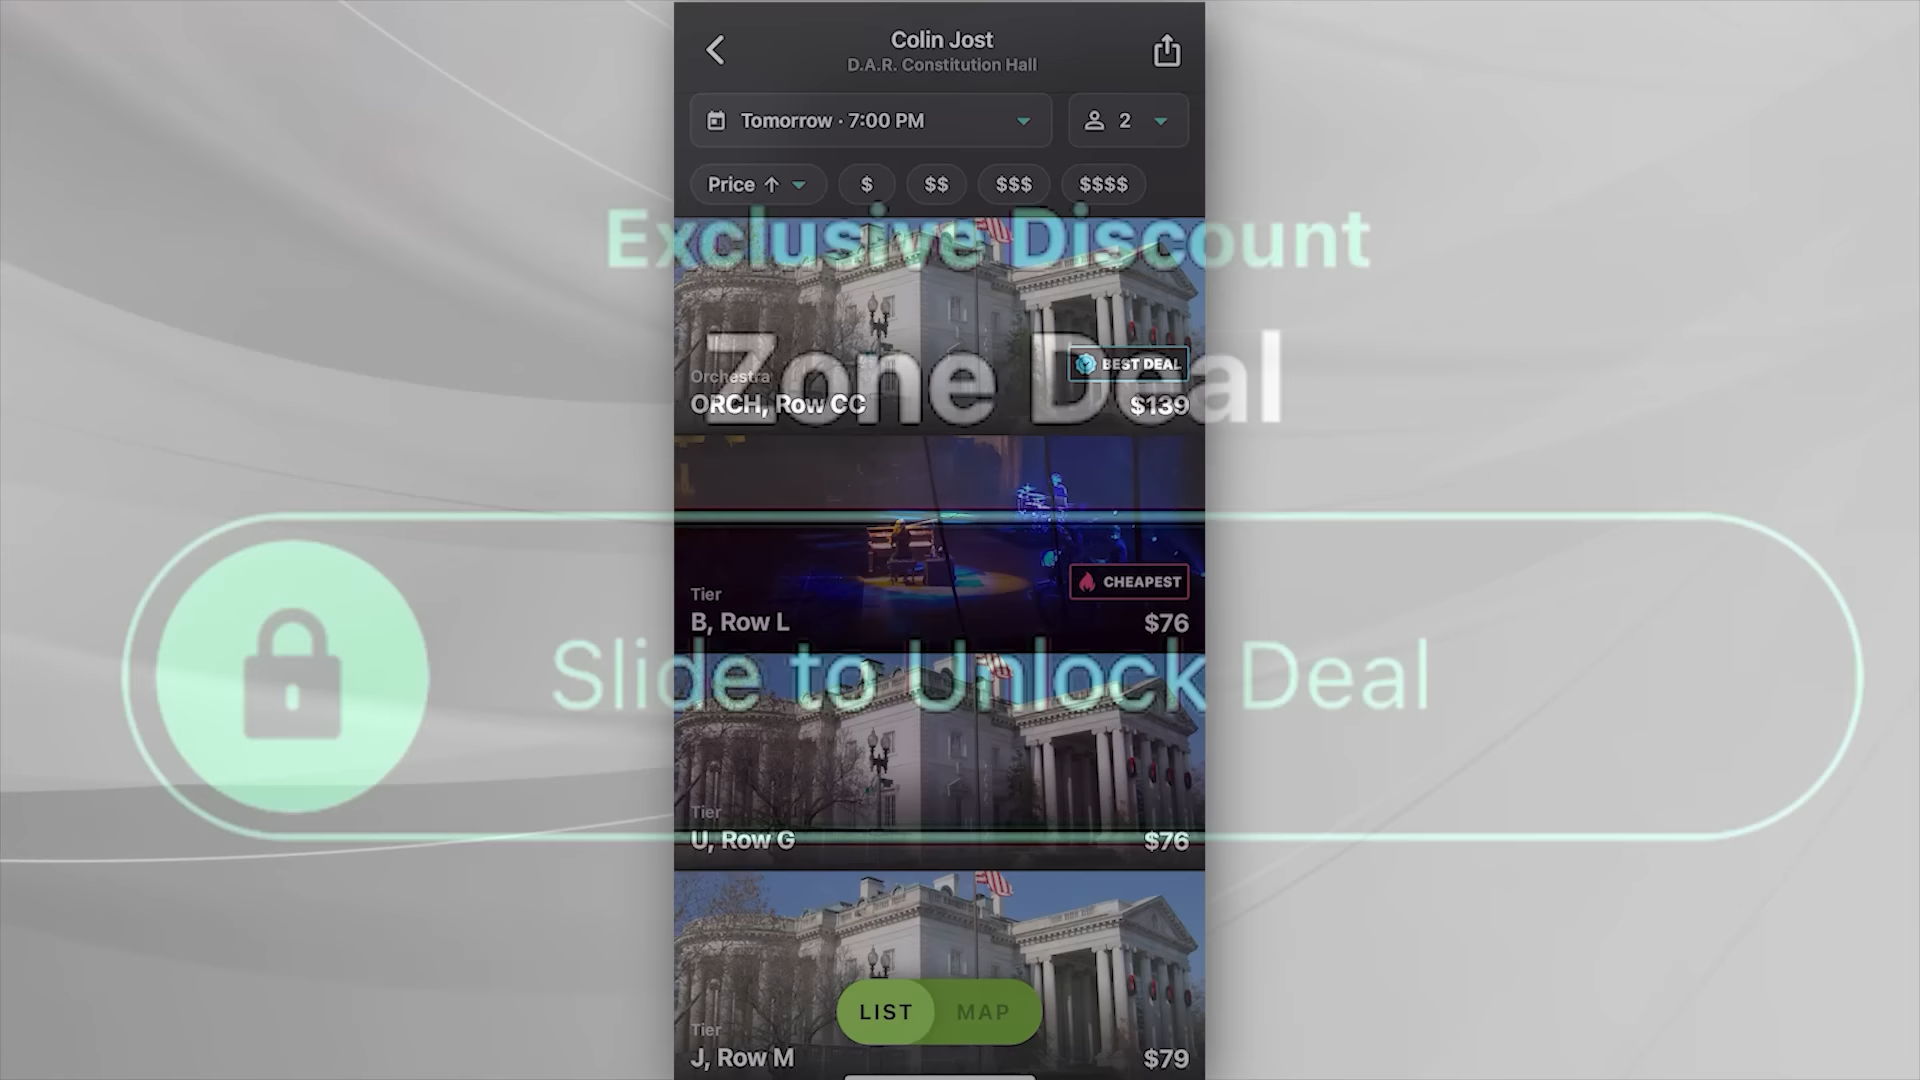 Colin Jost
D.A.R. Constitution Hall
Tomorrow · 7:00 PM
2
Price ↑
$
$$
$$$
$$$$
Exclusive Discount
Zone Deal
BEST DEAL
Orchestra
ORCH, Row CC
$139
CHEAPEST
Tier
B, Row L
$76
Slide to Unlock Deal
Tier
U, Row G
$76
LIST
MAP
Tier
J, Row M
$79